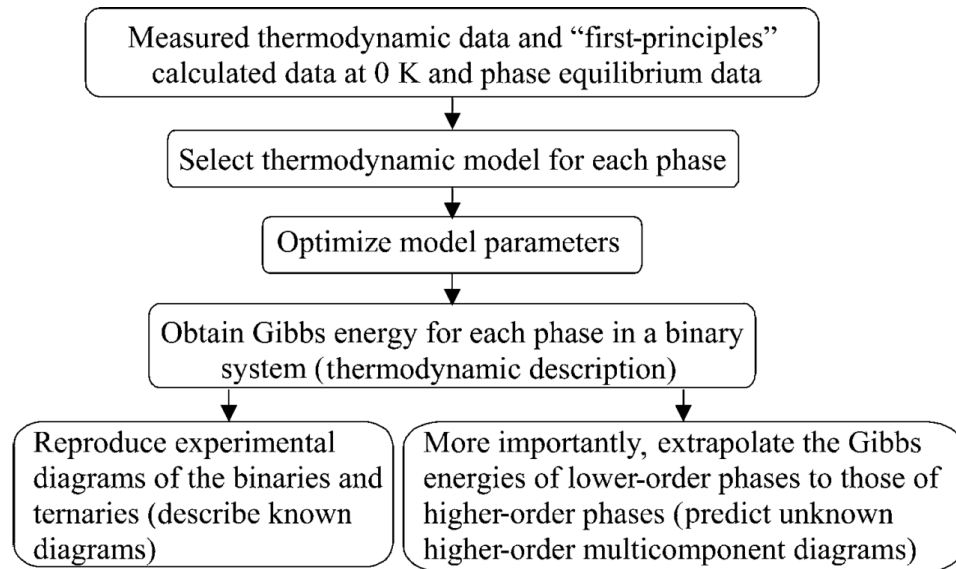 Measured thermodynamic data and “first-principles”
calculated data at 0 K and phase equilibrium data
Select thermodynamic model for each phase
Optimize model parameters
Obtain Gibbs energy for each phase in a binary
system (thermodynamic description)
Reproduce experimental
diagrams of the binaries and
ternaries (describe known
diagrams)
More importantly, extrapolate the Gibbs
energies of lower-order phases to those of
higher-order phases (predict unknown
higher-order multicomponent diagrams)